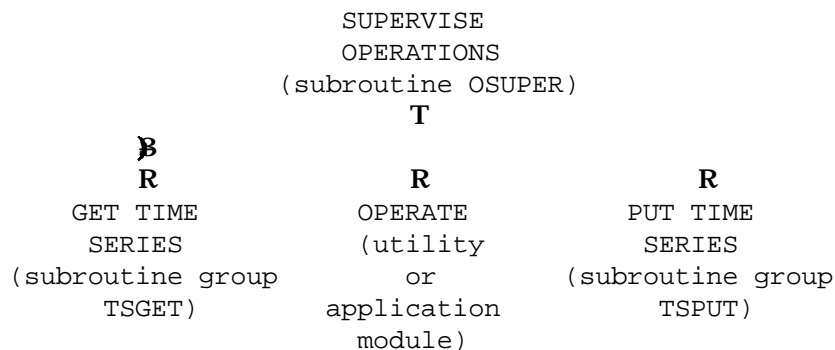 SUPERVISE
OPERATIONS
(subroutine OSUPER)
T
R R R
GET TIME OPERATE PUT TIME
SERIES (utility SERIES
(subroutine group or (subroutine group
TSGET) application TSPUT)
module)